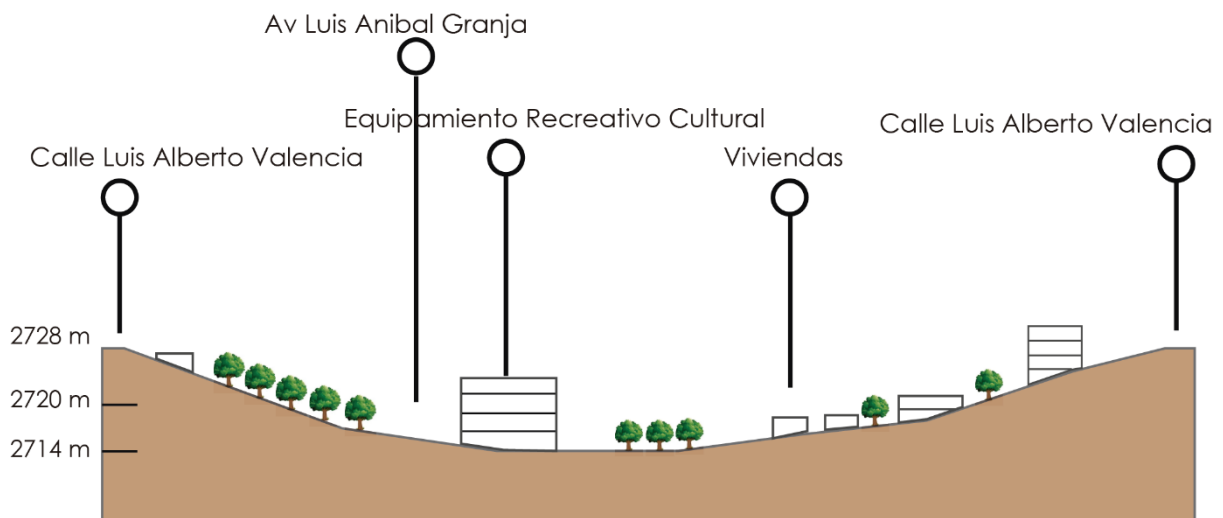 Av Luis Anibal Granja
Equipamiento Recreativo Cultural
Calle Luis Alberto Valencia
Calle Luis Alberto Valencia
Viviendas
2728 m
2720 m
2714 m